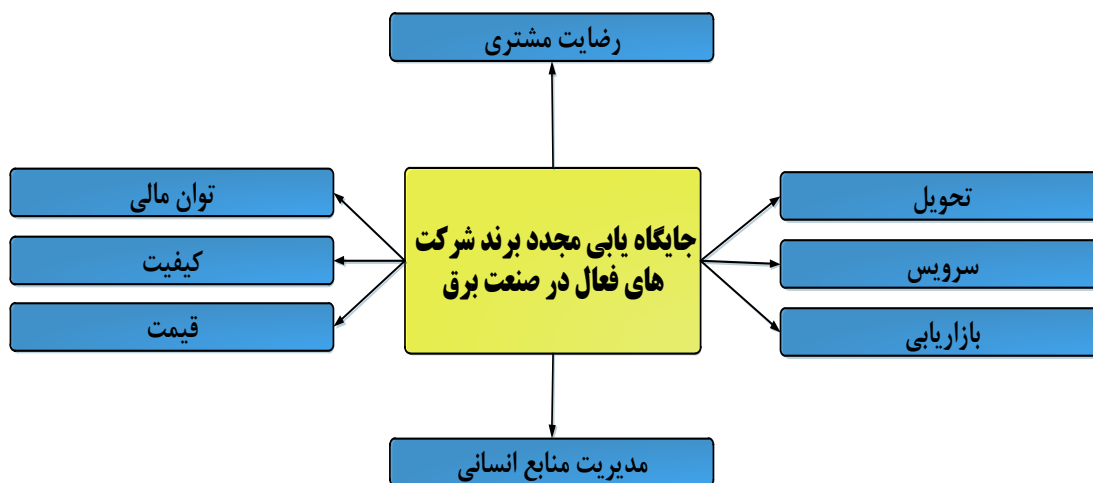 رضایت مشتری
تحویل
سرویس
بازاریابی
جایگاه یابی مجدد برند شرکت
های فعال در صنعت برق
توان مالی
کیفیت
قیمت
مدیریت منابع انسانی